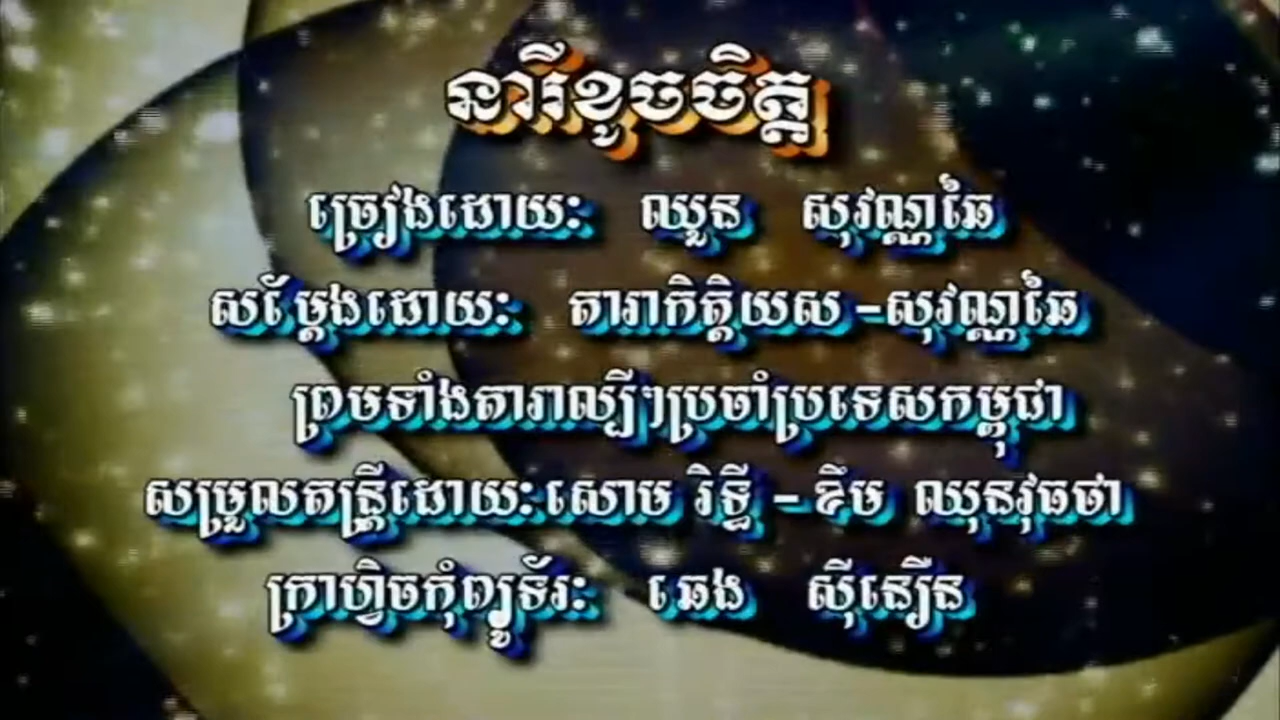 នារីខូចចិត្ត
ច្រៀងដោយ: ឈួន សុវណ្ណឆៃ
សម្តែងដោយ: តារាកិត្តិយស -សុវណ្ណឆៃ
ព្រមទាំងតារាល្បីៗប្រចាំប្រទេសកម្ពុជា
សម្រួលតន្ត្រីដោយ: សោម រិទ្ធី - ឌឹម ឈុនវុធថា
ក្រាហ្វិចកុំព្យូទ័រ: ឆេង ស៊ីនឿន